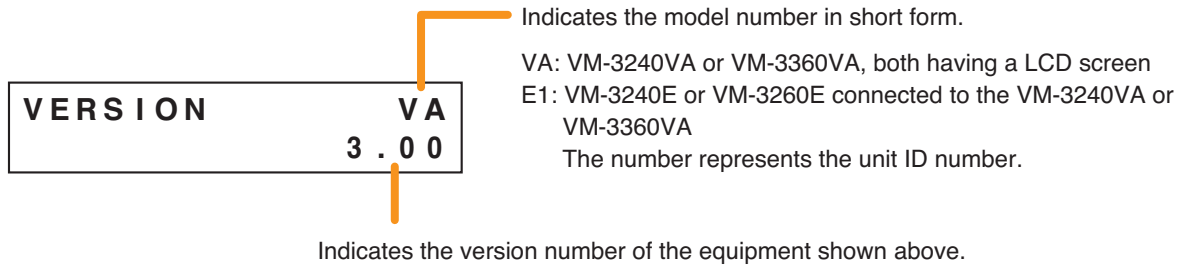 Indicates the model number in short form.
VA: VM-3240VA or VM-3360VA, both having a LCD screen
E1: VM-3240E or VM-3260E connected to the VM-3240VA or
VM-3360VA
The number represents the unit ID number.
VERSION VA
3.00
Indicates the version number of the equipment shown above.